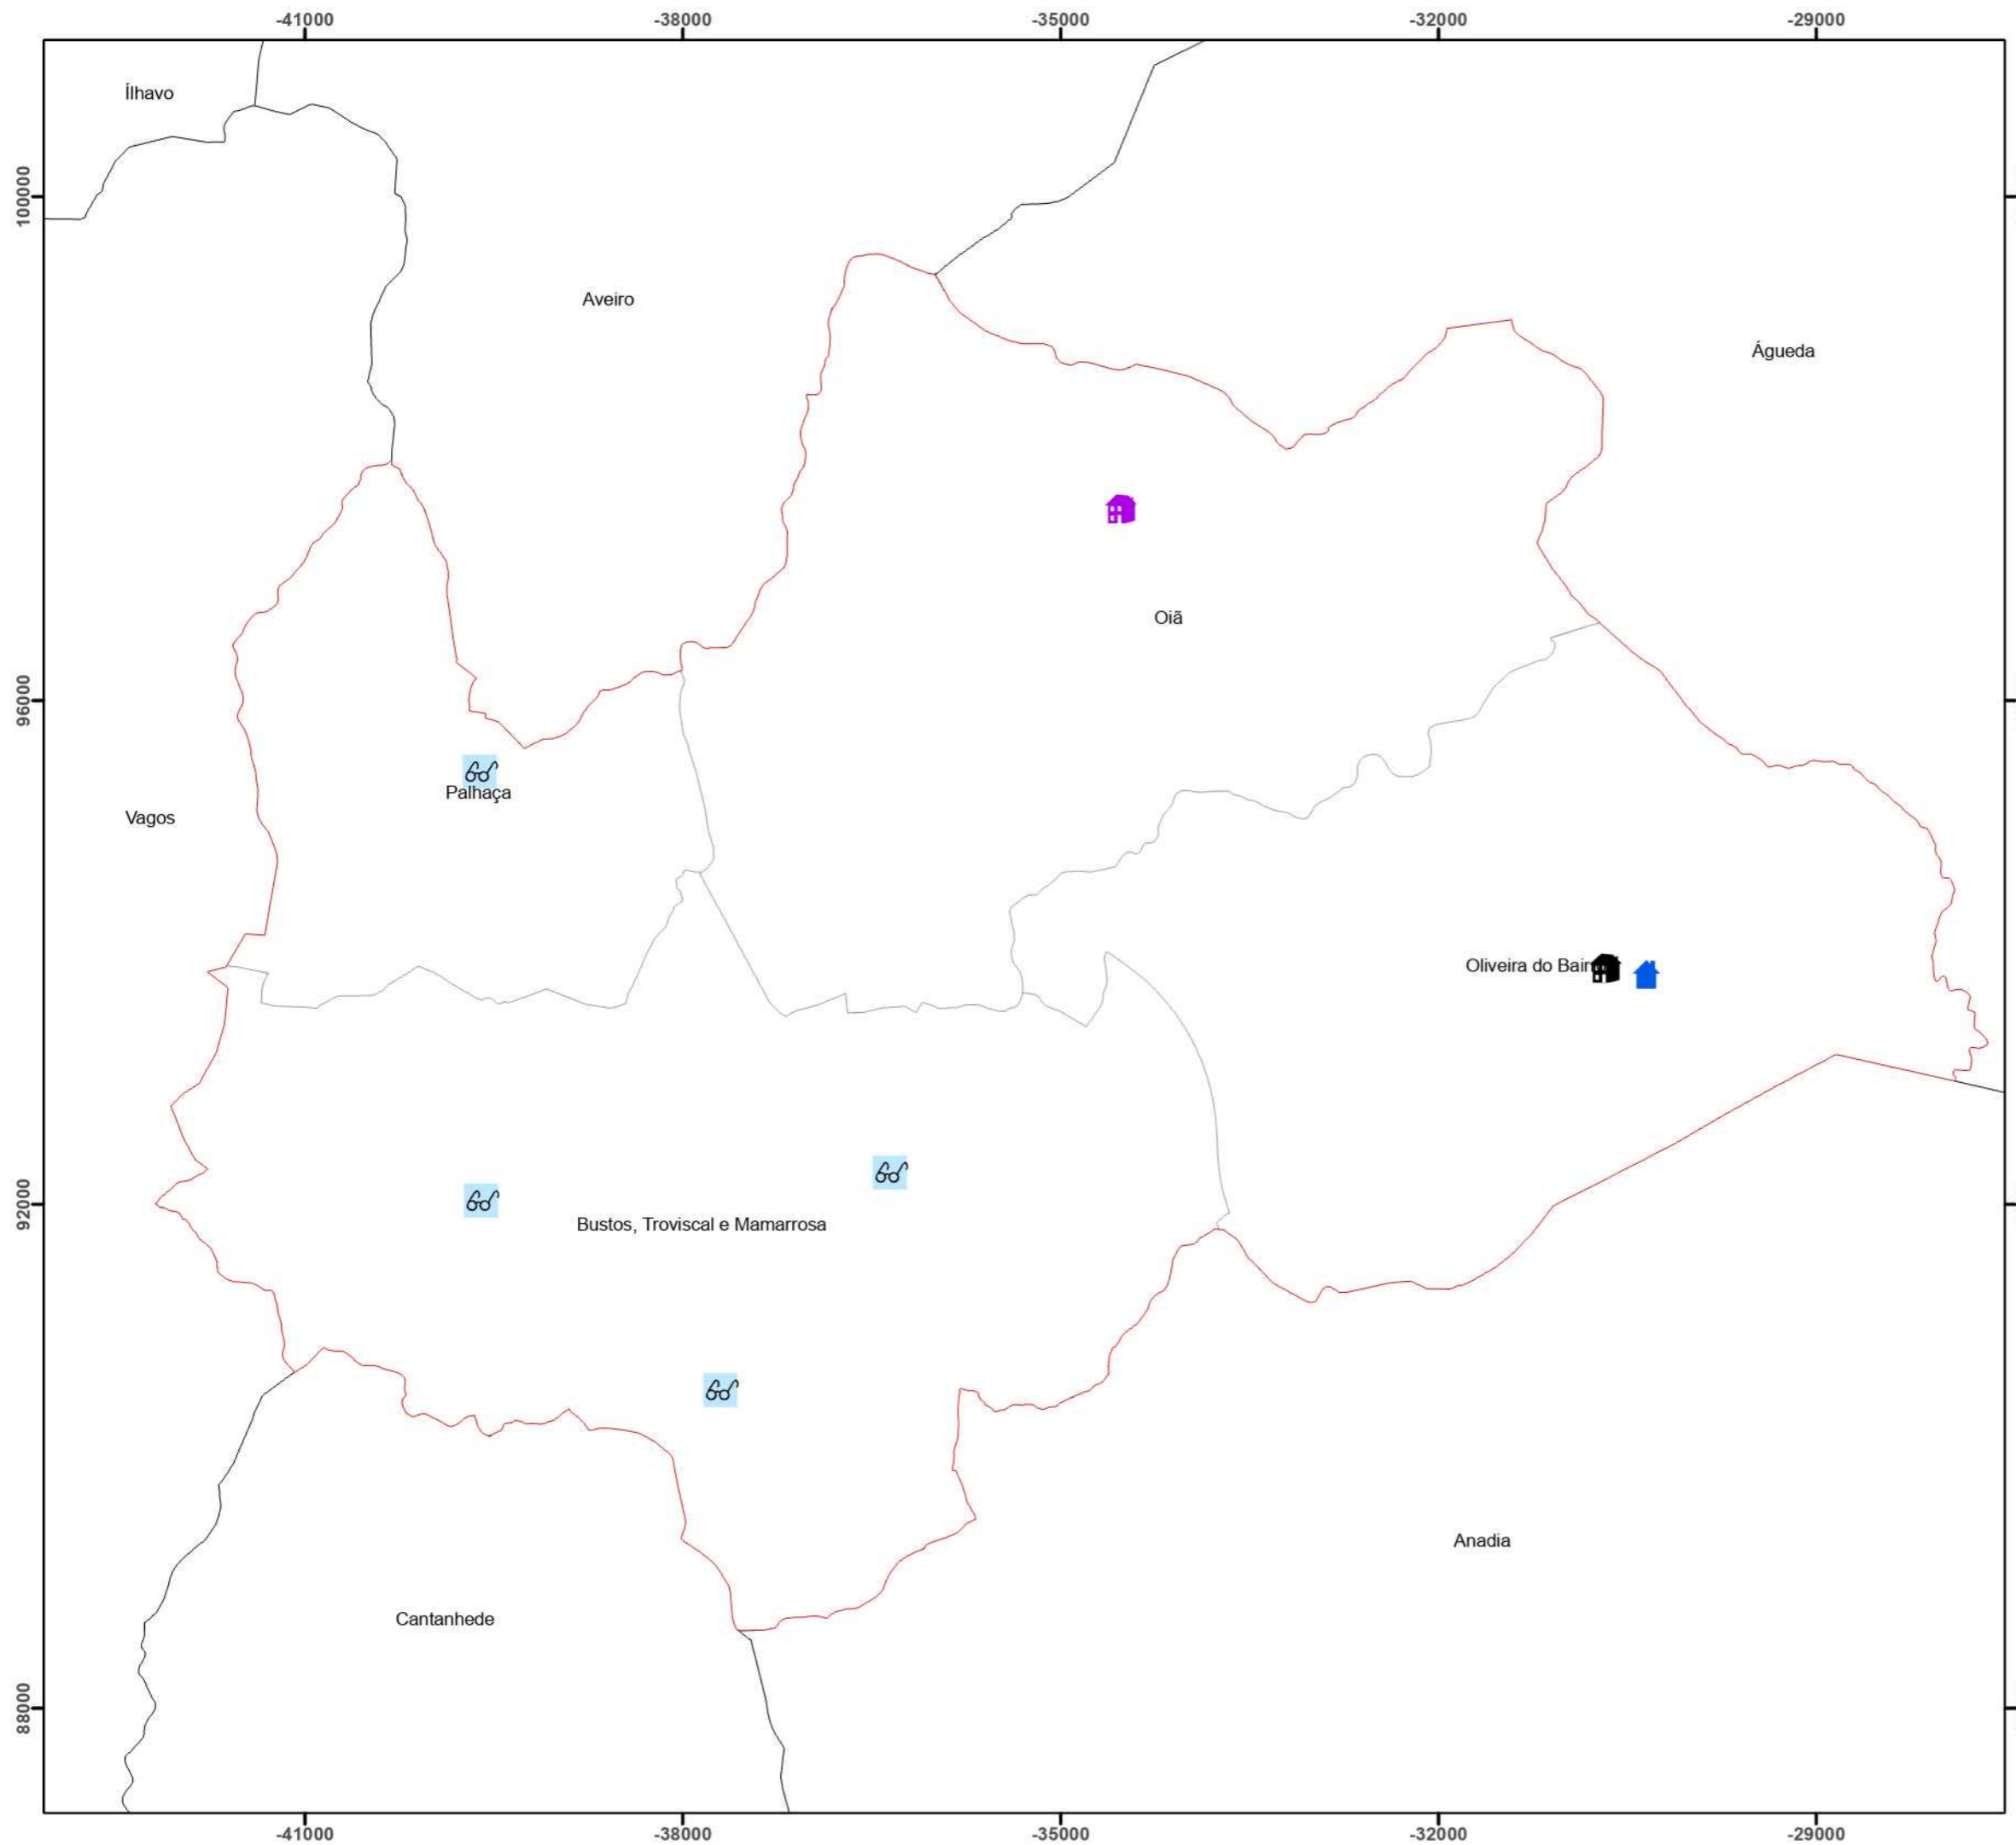 -41000 -38000 -35000 -32000 -29000
Ílhavo
100000
Aveiro
Águeda
Oiã
96000
Palhaça
Vagos
Oliveira do Bair
92000
Bustos, Troviscal e Mamarrosa
Anadia
Cantanhede
88000
-41000 -38000 -35000 -32000 -29000